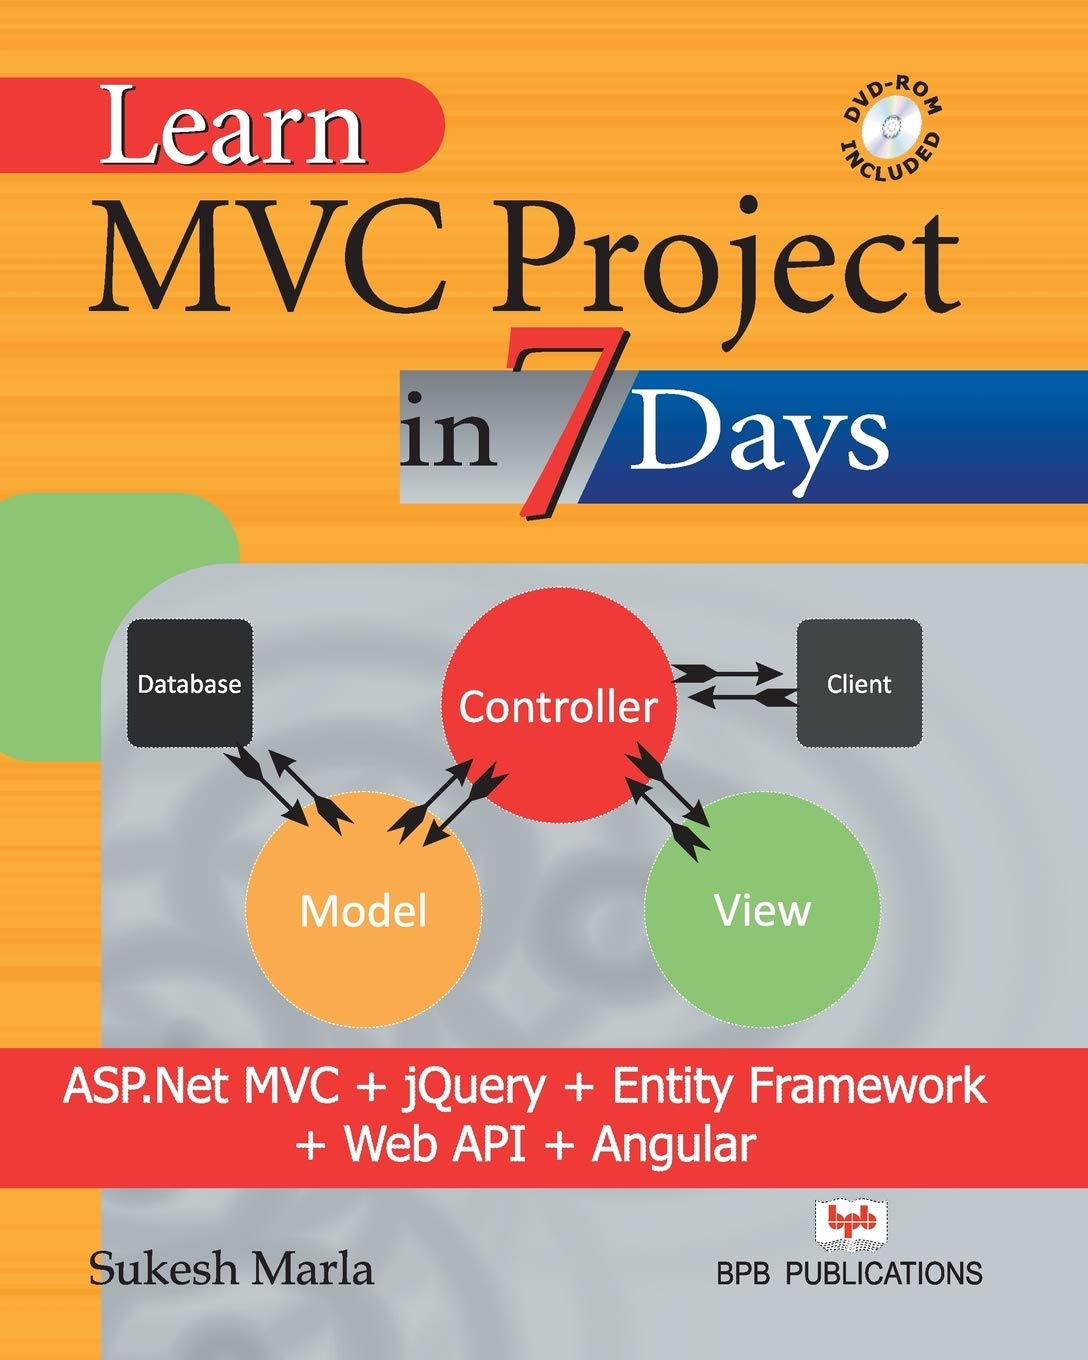 Learn
DVD-ROM
INCLUDED
MVC Project
in 7 Days
Database
Controller
Client
Model
View
ASP.Net MVC + jQuery + Entity Framework
+ Web API + Angular
bpb
Sukesh Marla
BPB PUBLICATIONS